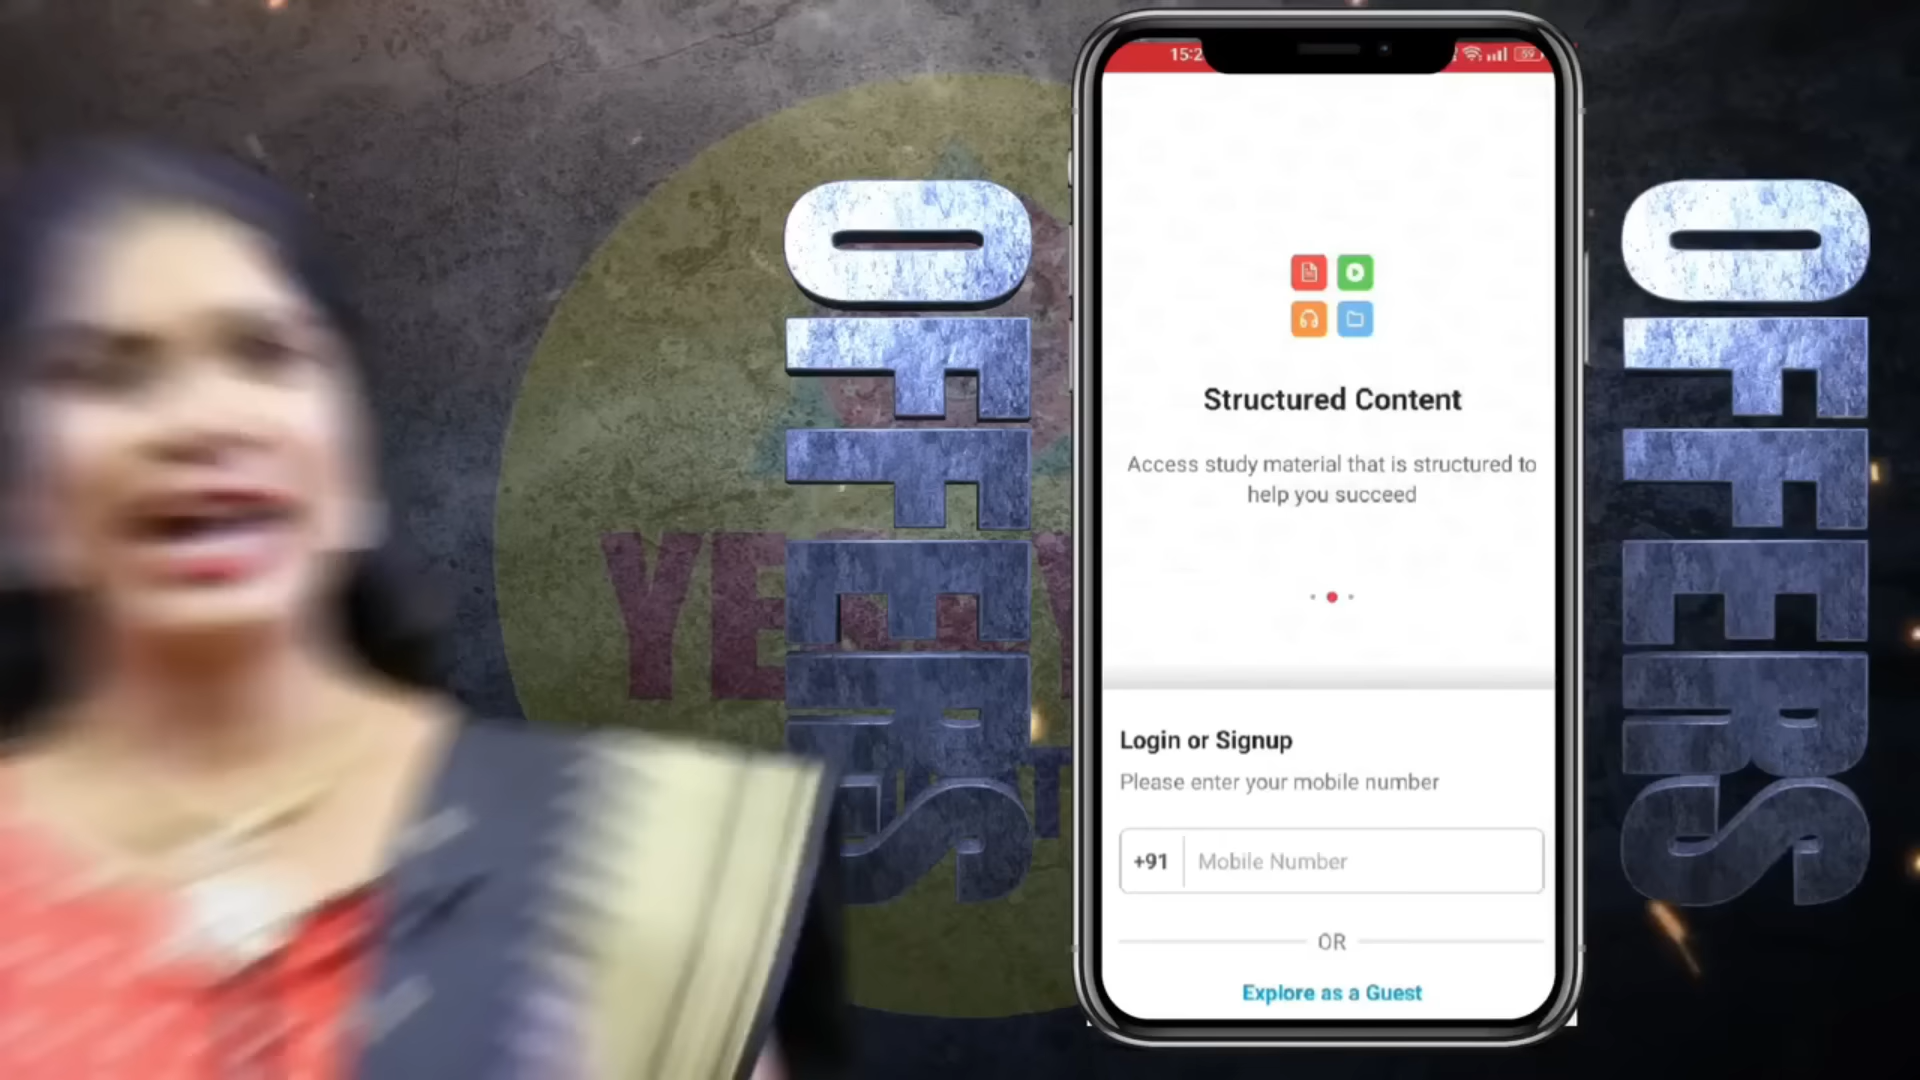 OFFERS
15:2
59
Structured Content
Access study material that is structured to
help you succeed
Login or Signup
Please enter your mobile number
+91
Mobile Number
OR
Explore as a Guest
OFFERS